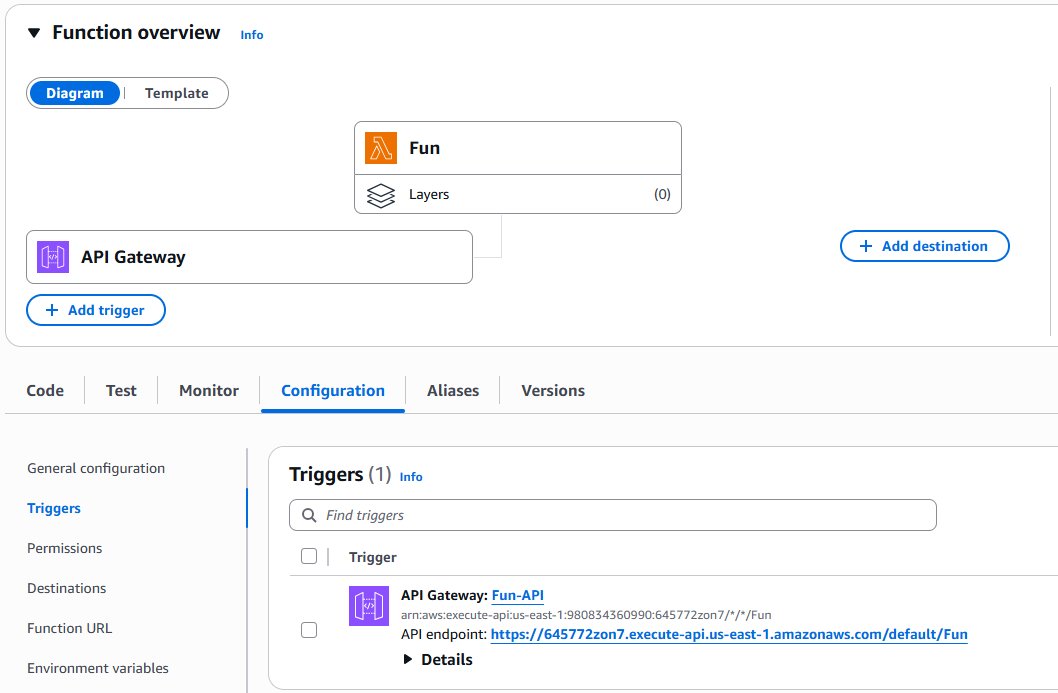 Function overview Info
Diagram Template
Fun
Layers (0)
API Gateway
Add destination
Add trigger
Code Test Monitor Configuration Aliases Versions
General configuration
Triggers
Permissions
Destinations
Function URL
Environment variables
Triggers (1) Info
Find triggers
Trigger
API Gateway: Fun-API
arn:aws:execute-api:us-east-1:980834360990:645772zon7/*/*/Fun
API endpoint: https://645772zon7.execute-api.us-east-1.amazonaws.com/default/Fun
Details